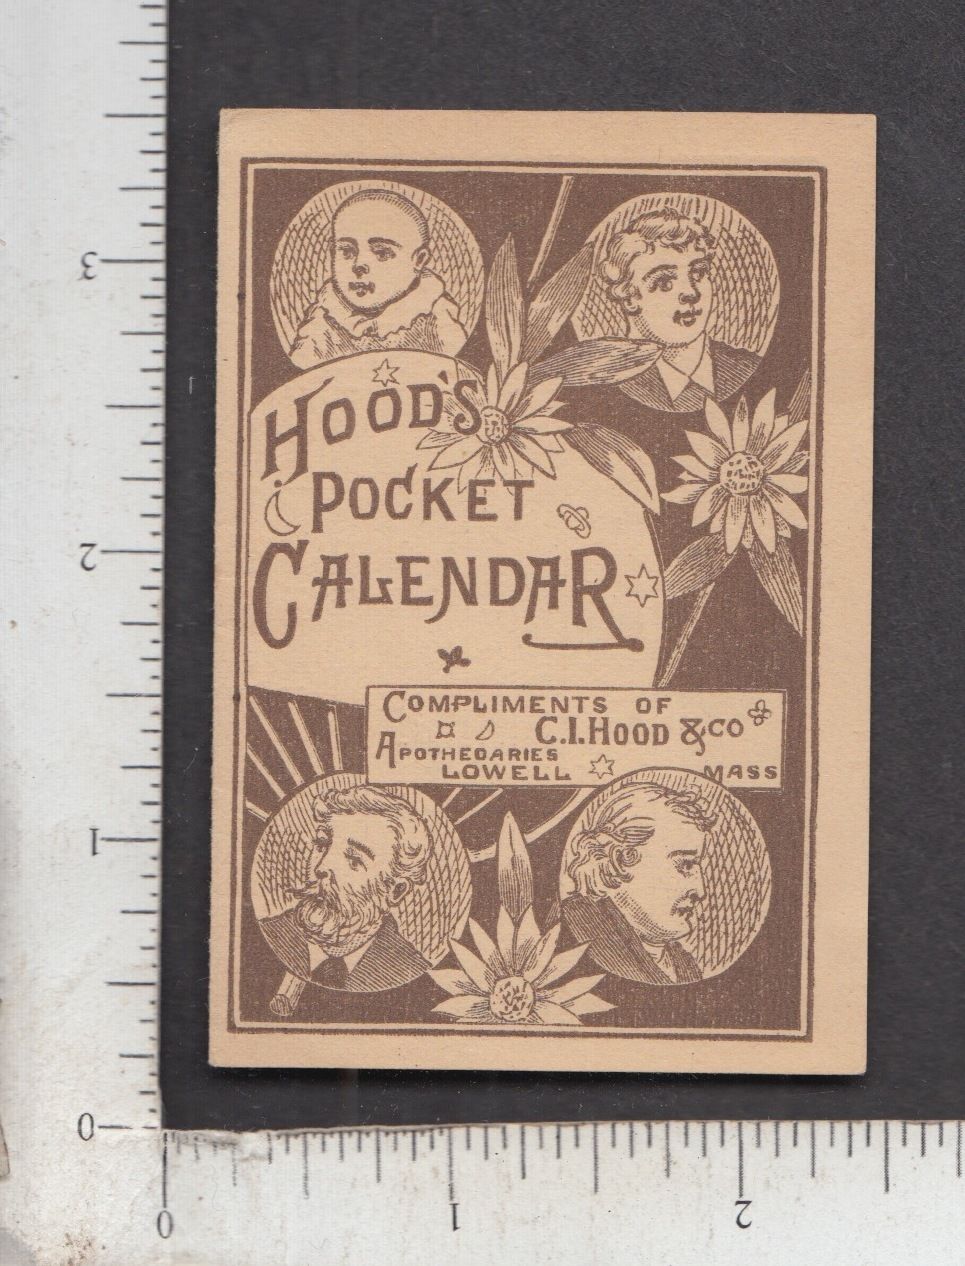 HOOD'S
POCKET
CALENDAR
COMPLIMENTS OF
C.I. HOOD & CO
APOTHECARIES
LOWELL MASS
3
2
1
0
0
1
2